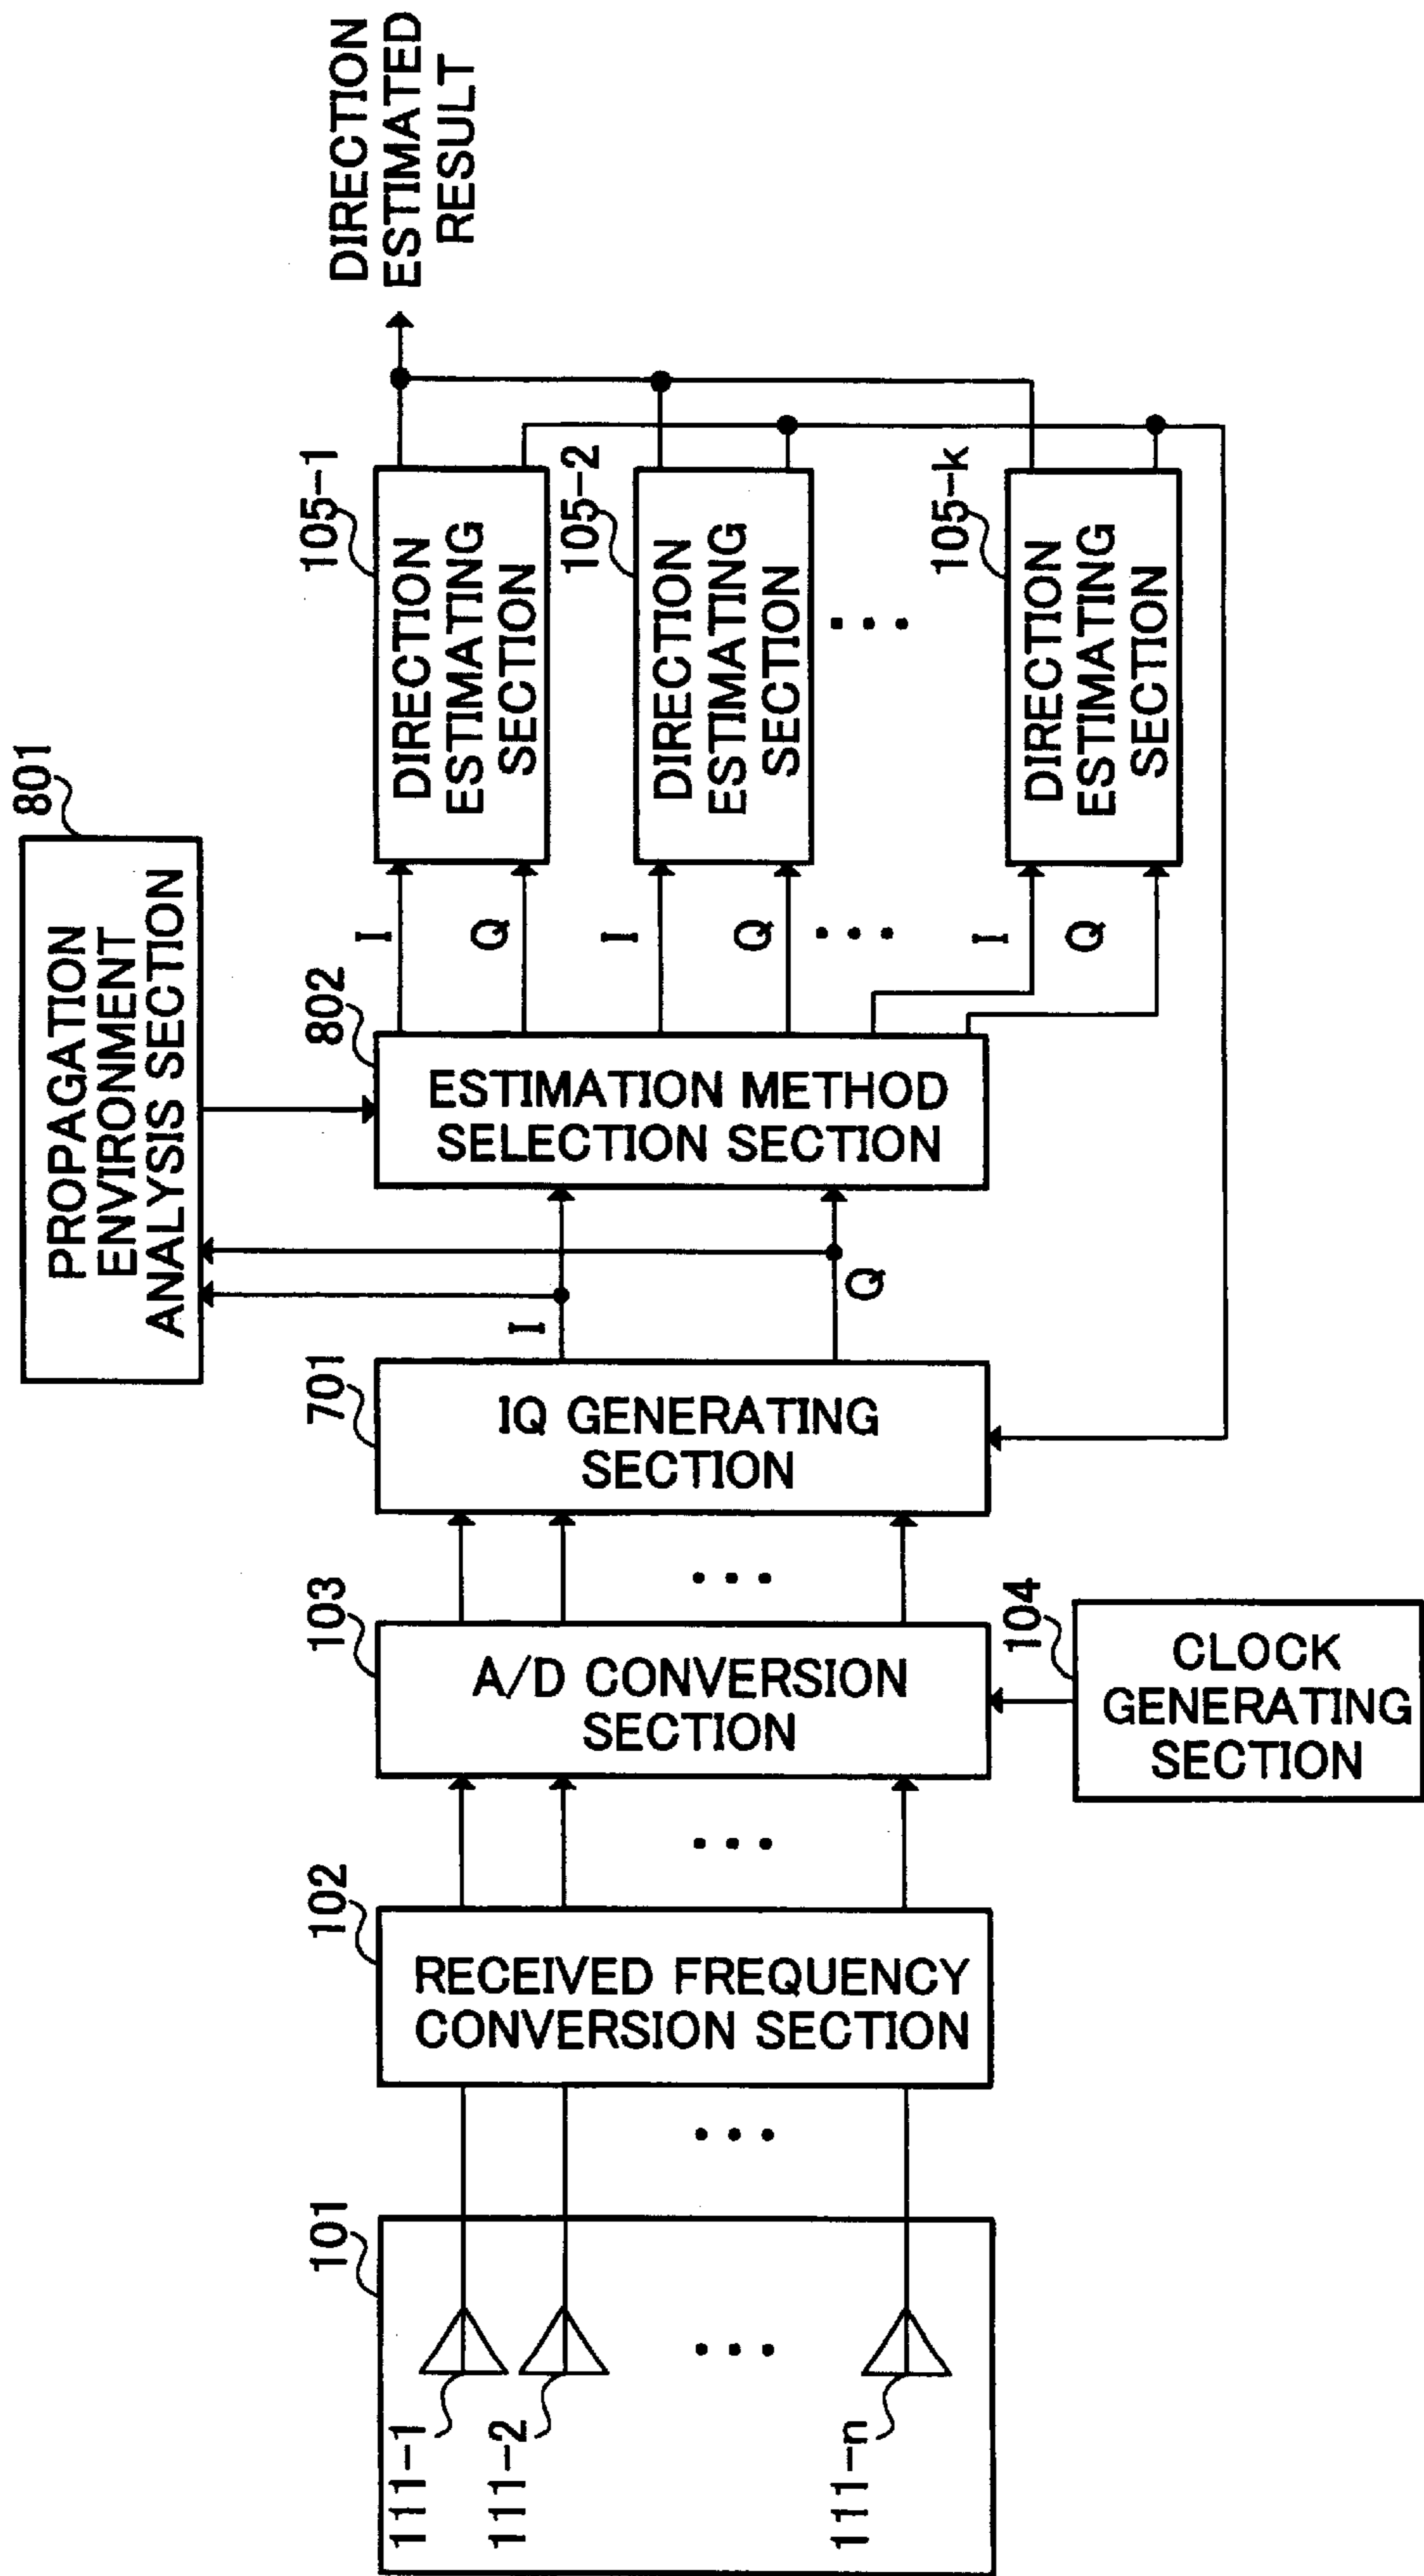 801
PROPAGATION
ENVIRONMENT
ANALYSIS SECTION
101
111-1
111-2
111-n
102
RECEIVED FREQUENCY
CONVERSION SECTION
103
A/D CONVERSION
SECTION
104
CLOCK
GENERATING
SECTION
701
IQ GENERATING
SECTION
I
Q
802
ESTIMATION METHOD
SELECTION SECTION
I
Q
I
Q
I
Q
105-1
DIRECTION
ESTIMATING
SECTION
105-2
DIRECTION
ESTIMATING
SECTION
105-k
DIRECTION
ESTIMATING
SECTION
DIRECTION
ESTIMATED
RESULT